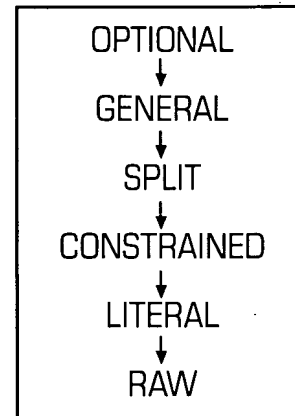 OPTIONAL
GENERAL
SPLIT
CONSTRAINED
LITERAL
RAW